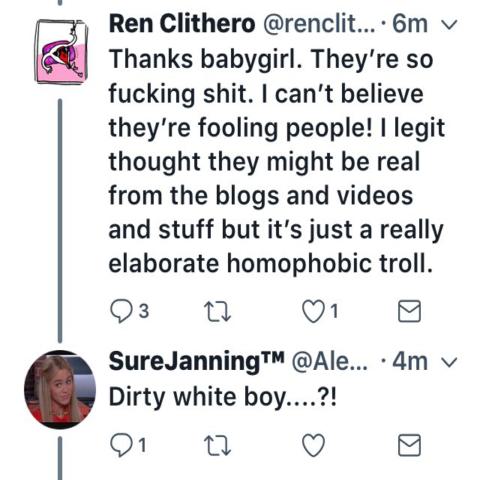 Ren Clithero @renclit... · 6m
Thanks babygirl. They’re so
fucking shit. I can’t believe
they’re fooling people! I legit
thought they might be real
from the blogs and videos
and stuff but it’s just a really
elaborate homophobic troll.
3 1
SureJanning™ @Ale... · 4m
Dirty white boy....?!
1